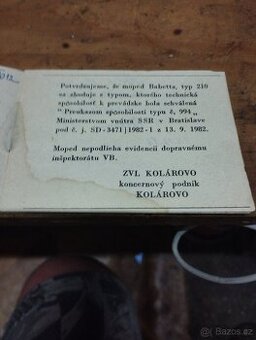 Potvrdzujeme, že moped Babetta, typ 210
sa zhoduje s typom, ktorého technická
spôsobilosť k prevádzke bola schválená
"Preukazom spôsobilosti typu č. 994„
Ministerstvom vnútra SSR v Bratislave
pod č. j. SD-3471/1982-1 z 13. 9. 1982.
Moped nepodlieha evidencii dopravnému
inšpektorátu VB.
ZVL KOLÁROVO
koncernový podnik
KOLÁROVO
Bazos.cz